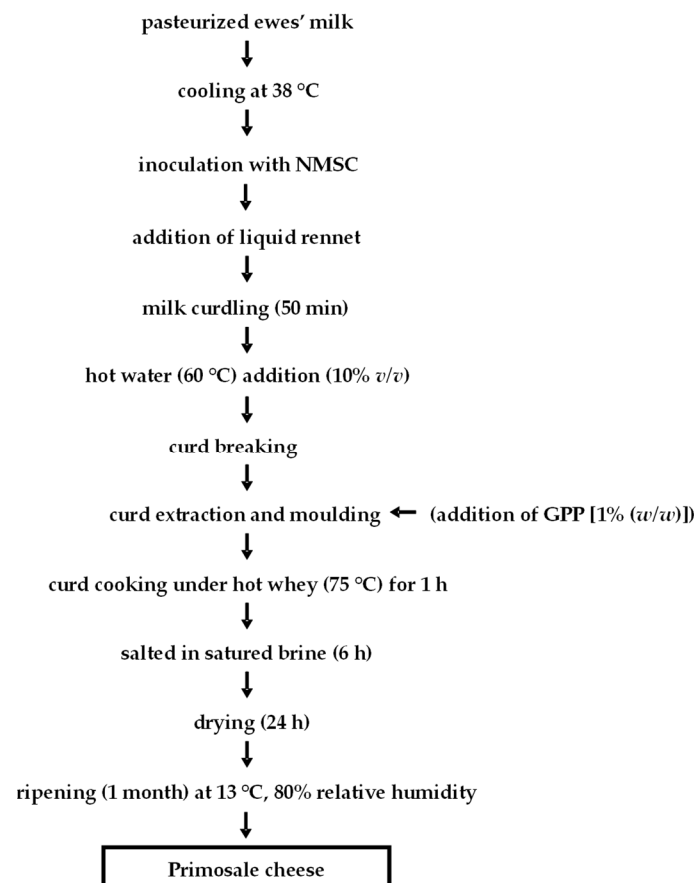 pasteurized ewes' milk
cooling at 38 °C
inoculation with NMSC
addition of liquid rennet
milk curdling (50 min)
hot water (60 °C) addition (10% v/v)
curd breaking
curd extraction and moulding (addition of GPP [1% (w/w)])
curd cooking under hot whey (75 °C) for 1 h
salted in satured brine (6 h)
drying (24 h)
ripening (1 month) at 13 °C, 80% relative humidity
Primosale cheese